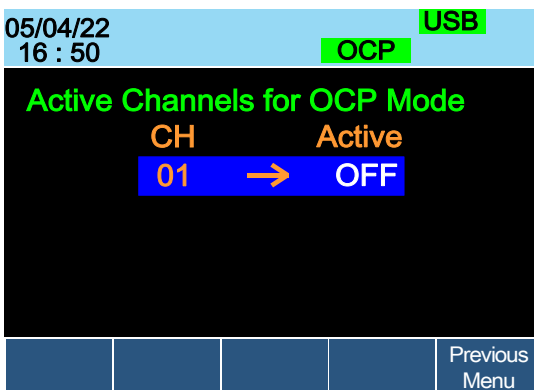 05/04/22 USB
16 : 50 OCP
Active Channels for OCP Mode
CH Active
01 → OFF
Previous
Menu